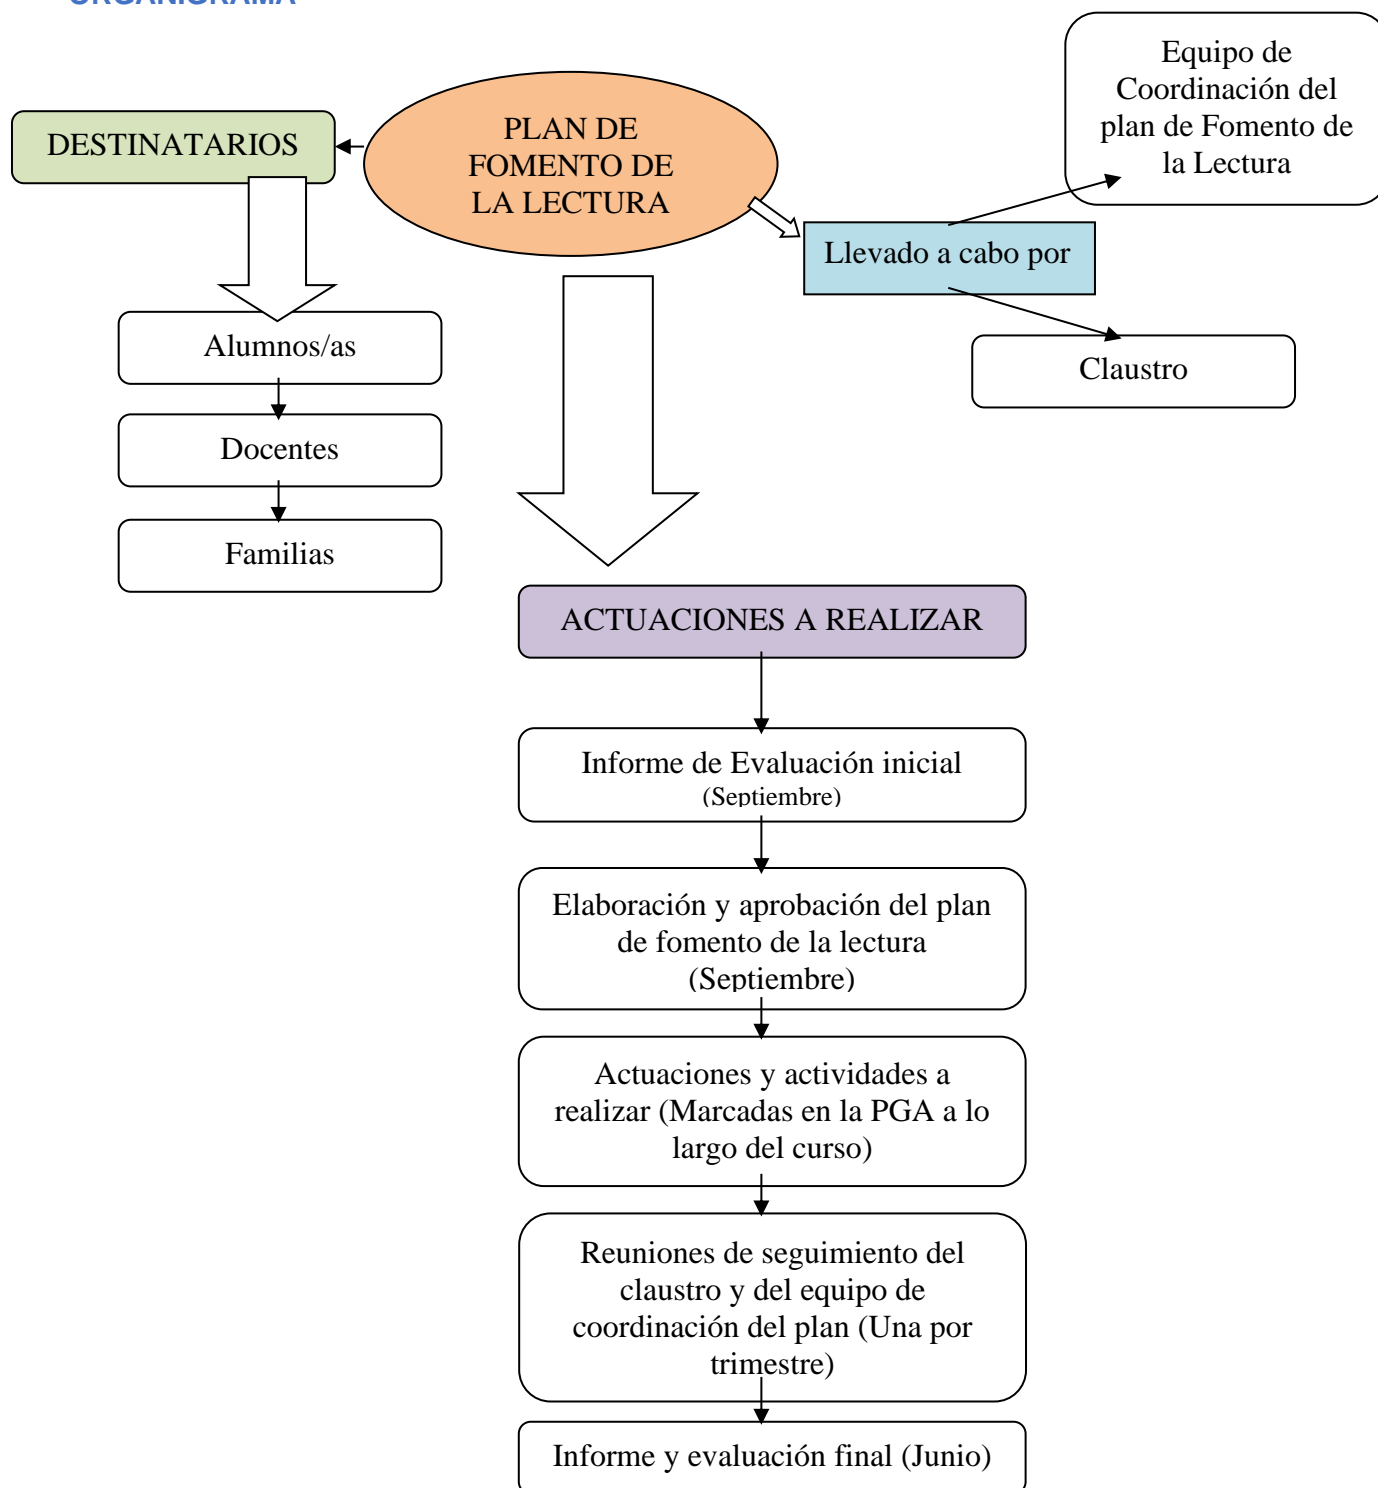 ORGANIGRAMA
PLAN DE
FOMENTO DE
LA LECTURA
DESTINATARIOS
Alumnos/as
Docentes
Familias
Llevado a cabo por
Equipo de
Coordinación del
plan de Fomento de
la Lectura
Claustro
ACTUACIONES A REALIZAR
Informe de Evaluación inicial
(Septiembre)
Elaboración y aprobación del plan
de fomento de la lectura
(Septiembre)
Actuaciones y actividades a
realizar (Marcadas en la PGA a lo
largo del curso)
Reuniones de seguimiento del
claustro y del equipo de
coordinación del plan (Una por
trimestre)
Informe y evaluación final (Junio)